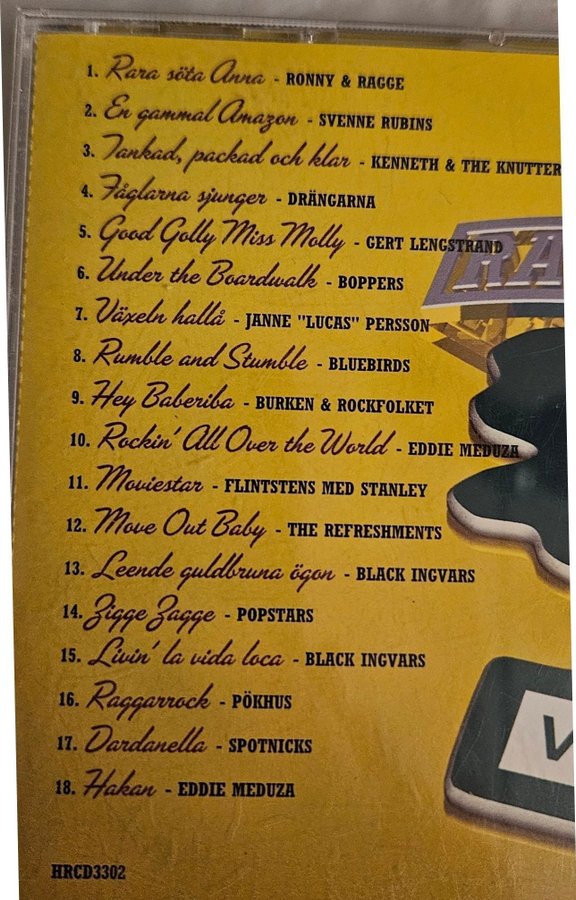 1. Rara söta Anna - RONNY & RAGGE
2. En gammal Amazon - SVENNE RUBINS
3. Tankad, packad och klar - KENNETH & THE KNUTTER
4. Fåglarna sjunger - DRÄNGARNA
5. Good Golly Miss Molly - GERT LENGSTRAND
6. Under the Boardwalk - BOPPERS
7. Växeln hallå - JANNE "LUCAS" PERSSON
8. Rumble and Stumble - BLUEBIRDS
9. Hey Baberiba - BURKEN & ROCKFOLKET
10. Rockin' All Over the World - EDDIE MEDUZA
11. Moviestar - FLINTSTENS MED STANLEY
12. Move Out Baby - THE REFRESHMENTS
13. Leende guldbruna ögon - BLACK INGVARS
14. Zigge Zagge - POPSTARS
15. Livin' la vida loca - BLACK INGVARS
16. Raggarrock - PÖKHUS
17. Dardanella - SPOTNICKS
18. Hakan - EDDIE MEDUZA
HRCD3302
RA
V